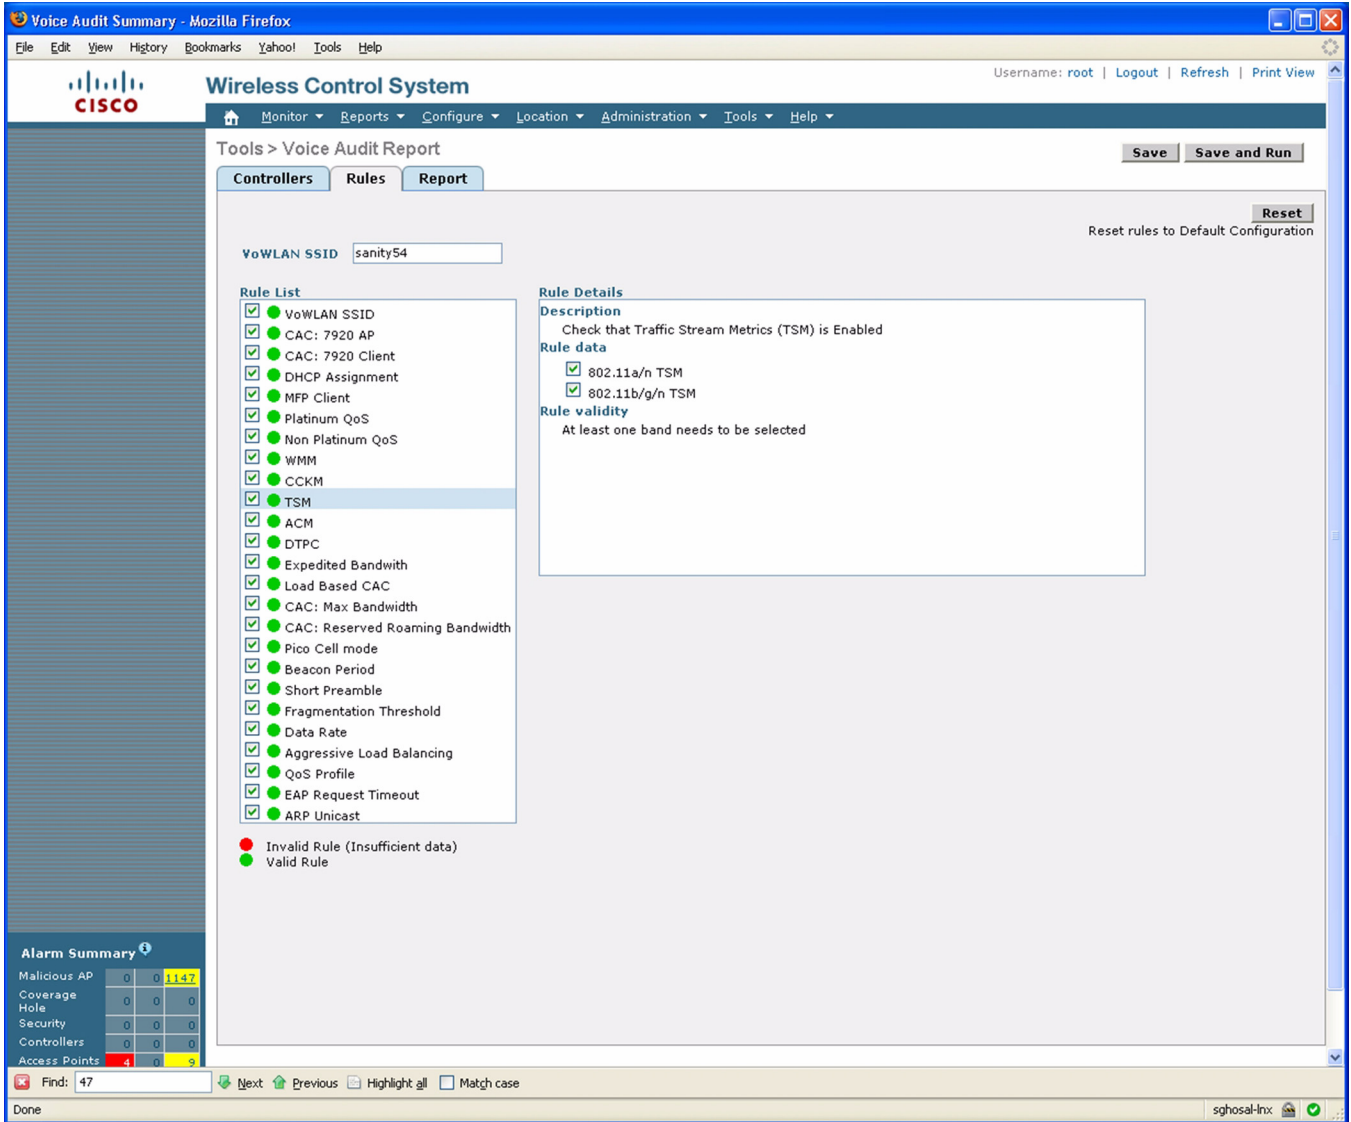 Voice Audit Summary - Mozilla Firefox
File Edit View History Bookmarks Yahoo! Tools Help
CISCO
Wireless Control System
Username: root | Logout | Refresh | Print View
Monitor Reports Configure Location Administration Tools Help
Tools > Voice Audit Report
Save Save and Run
Controllers Rules Report
Reset
Reset rules to Default Configuration
VoWLAN SSID sanity54
Rule List
VoWLAN SSID
CAC: 7920 AP
CAC: 7920 Client
DHCP Assignment
MFP Client
Platinum QoS
Non Platinum QoS
WMM
CCKM
TSM
ACM
DTPC
Expedited Bandwith
Load Based CAC
CAC: Max Bandwidth
CAC: Reserved Roaming Bandwidth
Pico Cell mode
Beacon Period
Short Preamble
Fragmentation Threshold
Data Rate
Aggressive Load Balancing
QoS Profile
EAP Request Timeout
ARP Unicast
Rule Details
Description
Check that Traffic Stream Metrics (TSM) is Enabled
Rule data
802.11a/n TSM
802.11b/g/n TSM
Rule validity
At least one band needs to be selected
Invalid Rule (Insufficient data)
Valid Rule
Alarm Summary
Malicious AP 0 0 1147
Coverage Hole 0 0 0
Security 0 0 0
Controllers 0 0 0
Access Points 4 0 9
Find: 47 Next Previous Highlight all Match case
Done
sghosal-lnx